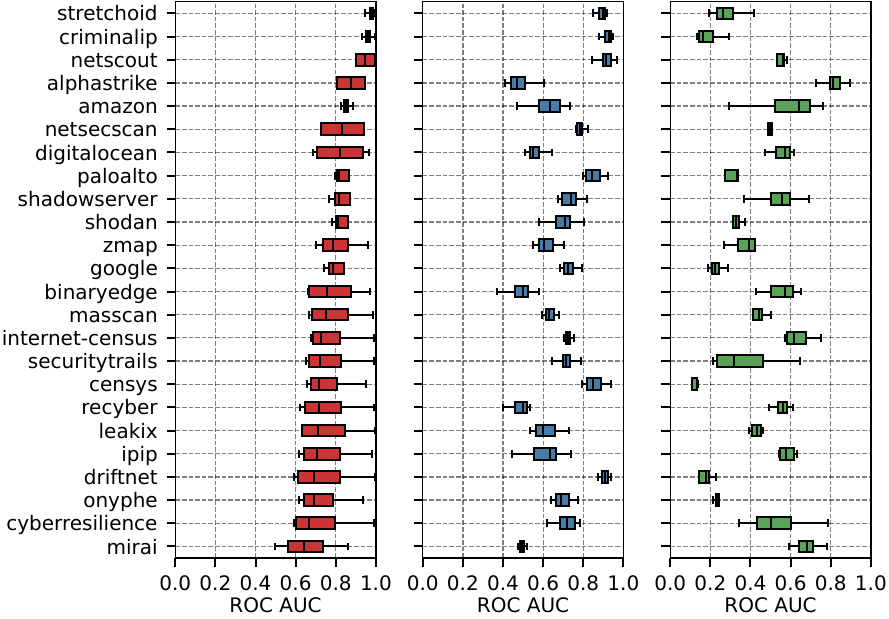 stretchoid
criminalip
netscout
alphastrike
amazon
netsecscan
digitalocean
paloalto
shadowserver
shodan
zmap
google
binaryedge
masscan
internet-census
securitytrails
censys
recyber
leakix
ipip
driftnet
onyphe
cyberresilience
mirai
0.0 0.2 0.4 0.6 0.8 1.0 0.0 0.2 0.4 0.6 0.8 1.0 0.0 0.2 0.4 0.6 0.8 1.0
ROC AUC ROC AUC ROC AUC